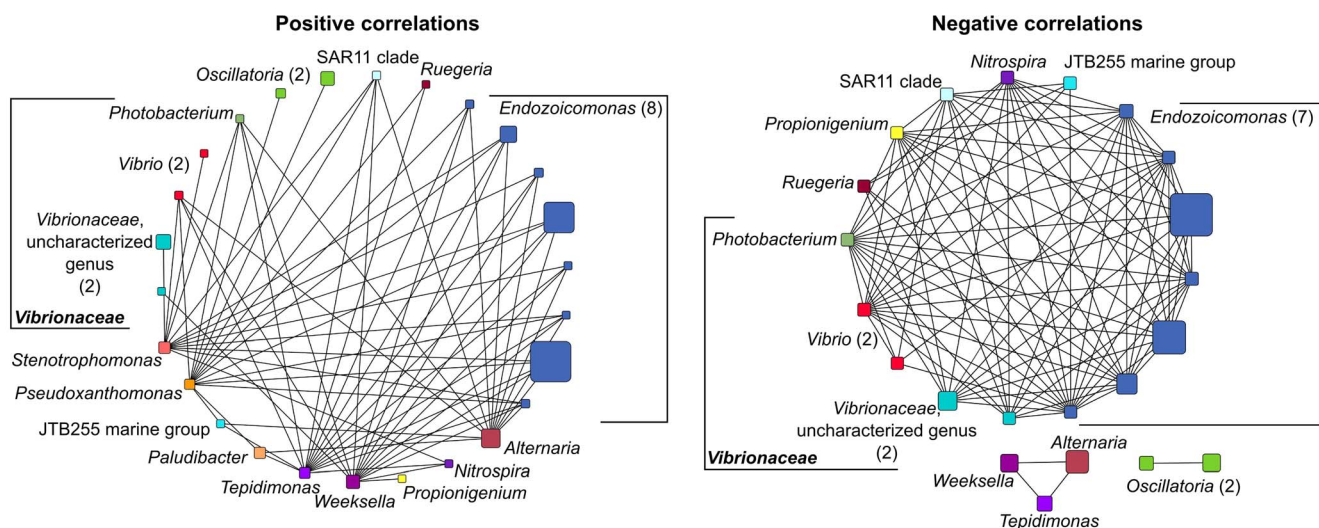 Positive correlations
SAR11 clade
Oscillatoria (2)
Ruegeria
Photobacterium
Endozoicomonas (8)
Vibrio (2)
Vibrionaceae,
uncharacterized
genus
(2)
Vibrionaceae
Stenotrophomonas
Pseudoxanthomonas
JTB255 marine group
Paludibacter
Tepidimonas
Weeksella
Propionigenium
Nitrospira
Alternaria
Negative correlations
Nitrospira
JTB255 marine group
SAR11 clade
Endozoicomonas (7)
Propionigenium
Ruegeria
Photobacterium
Vibrio (2)
Vibrionaceae,
uncharacterized genus
(2)
Vibrionaceae
Alternaria
Weeksella
Tepidimonas
Oscillatoria (2)